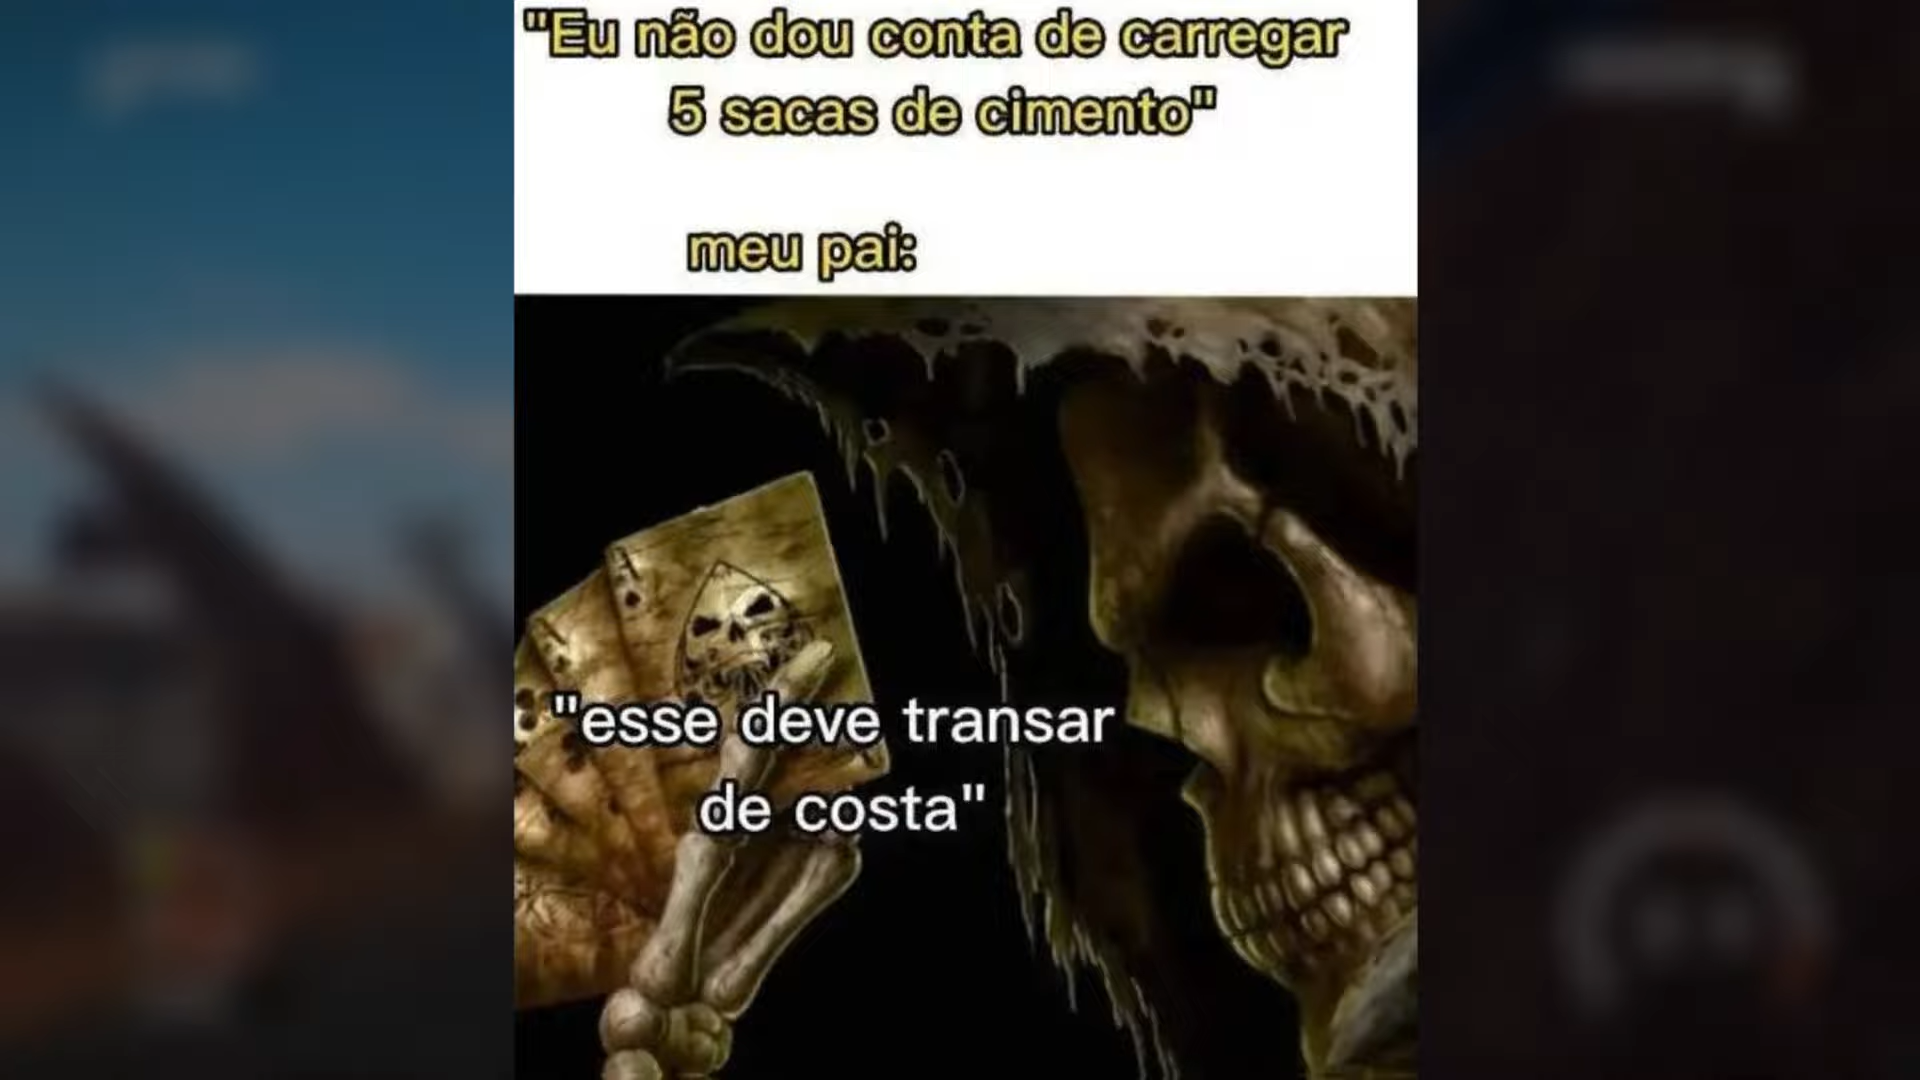 "Eu não dou conta de carregar
5 sacas de cimento"
meu pai:
"esse deve transar
de costa"